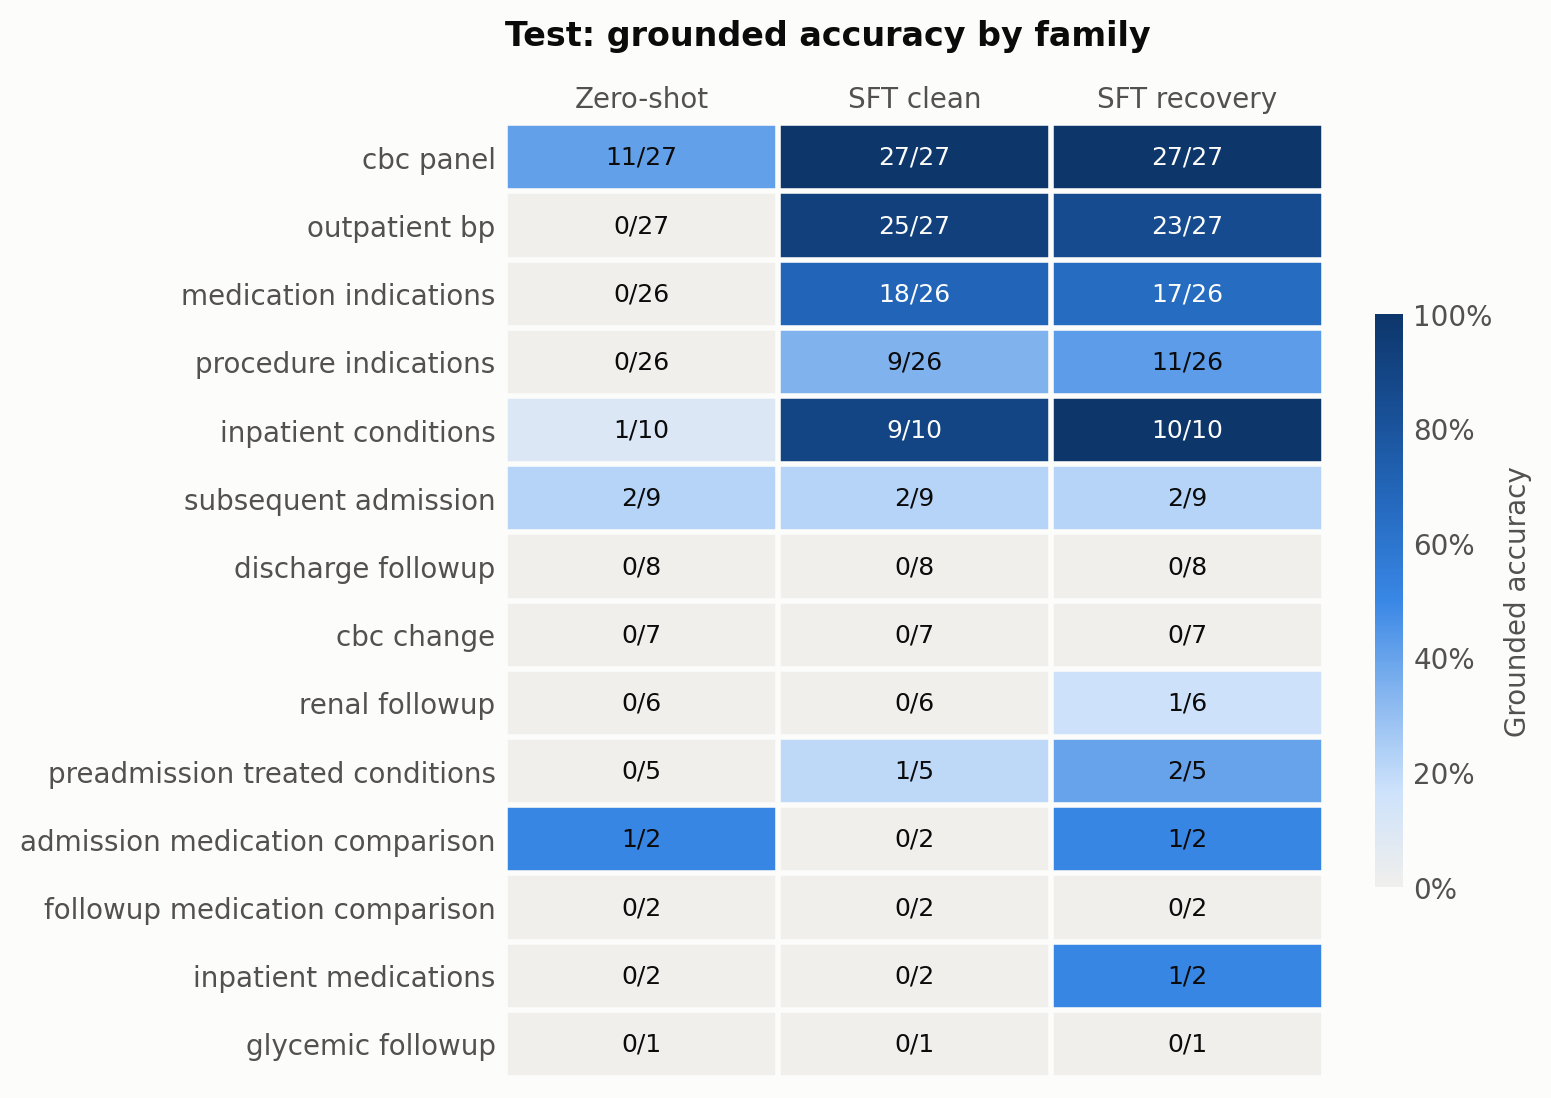 Test: grounded accuracy by family
Zero-shot SFT clean SFT recovery
cbc panel 11/27 27/27 27/27
outpatient bp 0/27 25/27 23/27
medication indications 0/26 18/26 17/26
procedure indications 0/26 9/26 11/26
inpatient conditions 1/10 9/10 10/10
subsequent admission 2/9 2/9 2/9
discharge followup 0/8 0/8 0/8
cbc change 0/7 0/7 0/7
renal followup 0/6 0/6 1/6
preadmission treated conditions 0/5 1/5 2/5
admission medication comparison 1/2 0/2 1/2
followup medication comparison 0/2 0/2 0/2
inpatient medications 0/2 0/2 1/2
glycemic followup 0/1 0/1 0/1
100%
80%
60%
40%
20%
0%
Grounded accuracy